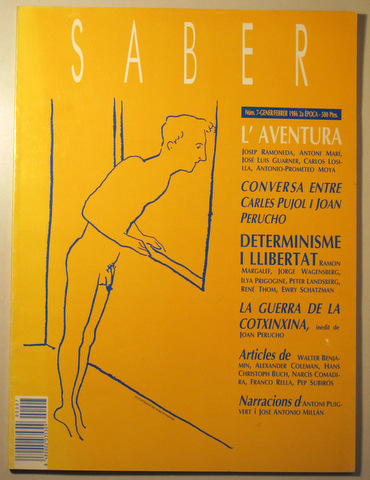 SABER
Núm. 7-GENER/FEBRER 1986 2a ÈPOCA - 500 Ptes.
L'AVENTURA
JOSEP RAMONEDA, ANTONI MARÍ,
JOSÉ LUIS GUARNER, CARLOS LOSI-
LLA, ANTONIO-PROMETEO MOYA
CONVERSA ENTRE
CARLES PUJOL I JOAN
PERUCHO
DETERMINISME
I LLIBERTAT RAMON
MARGALEF, JORGE WAGENSBERG,
ILYA PRIGOGINE, PETER LANDSBERG,
RENÉ THOM, EWRY SCHATZMAN
LA GUERRA DE LA
COTXINXINA, inèdit de
JOAN PERUCHO
Articles de WALTER BENJA-
MIN, ALEXANDER COLEMAN, HANS
CHRISTOPH BUCH, NARCÍS COMADI-
RA, FRANCO RELLA, PEP SUBIRÓS
Narracions d'ANTONI PUIG-
VERT i JOSÉ ANTONIO MILLÁN